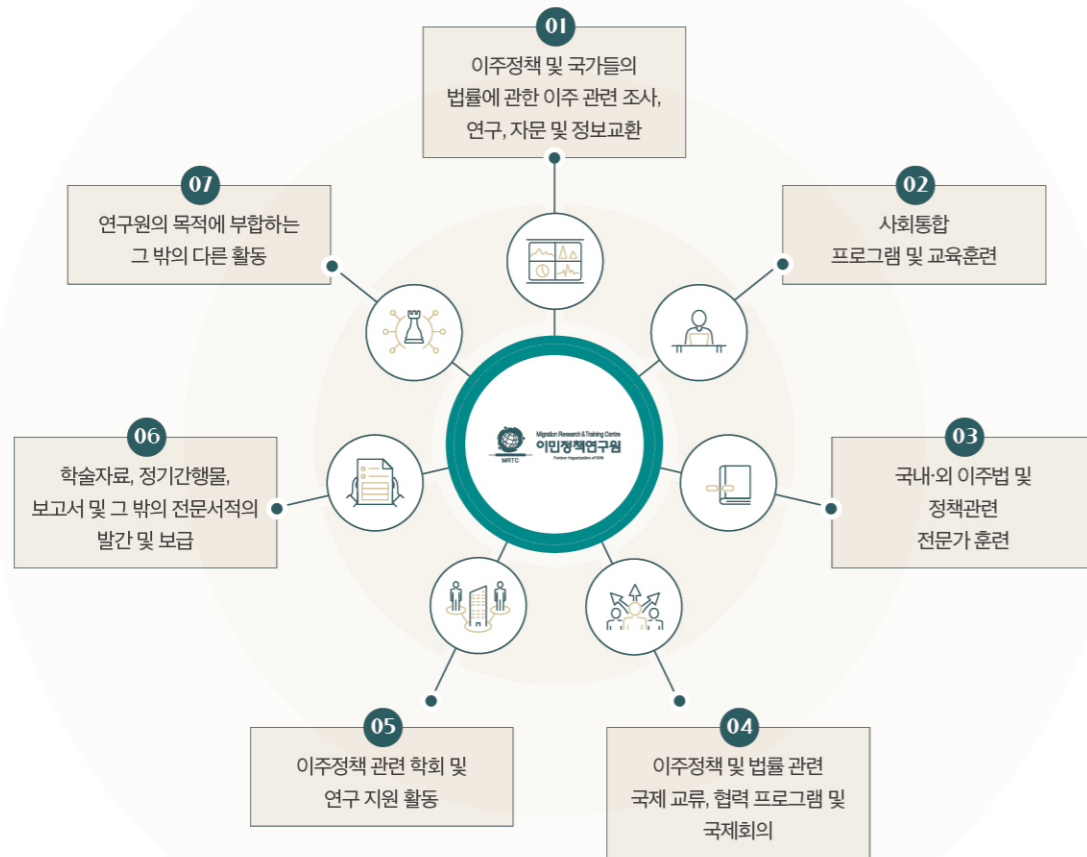 01
이주정책 및 국가들의
법률에 관한 이주 관련 조사,
연구, 자문 및 정보교환
02
사회통합
프로그램 및 교육훈련
03
국내·외 이주법 및
정책관련
전문가 훈련
04
이주정책 및 법률 관련
국제 교류, 협력 프로그램 및
국제회의
05
이주정책 관련 학회 및
연구 지원 활동
06
학술자료, 정기간행물,
보고서 및 그 밖의 전문서적의
발간 및 보급
07
연구원의 목적에 부합하는
그 밖의 다른 활동
MRTC
Migration Research & Training Centre
이민정책연구원
Partner Organization of IOM